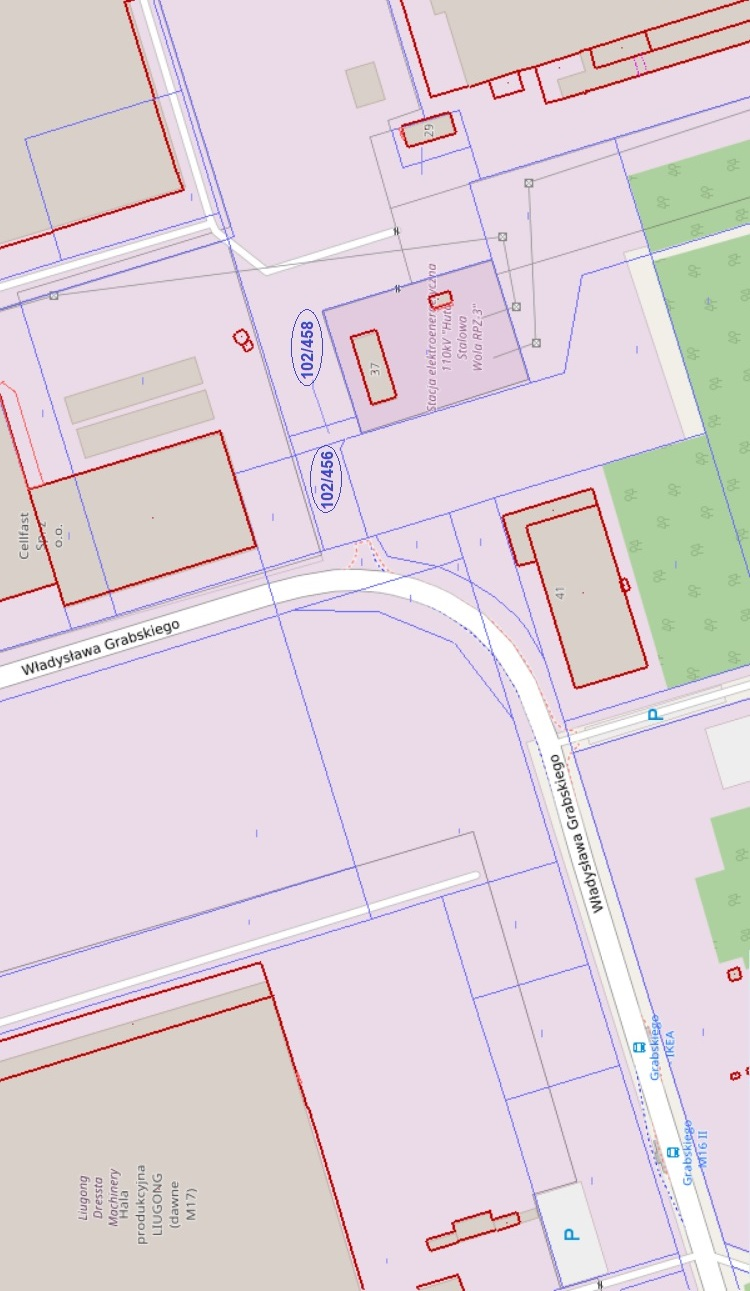 29
102/458
Stacja elektroenergetyczna
110kV "Huta
Stalowa
Wola RPZ-3"
37
102/456
Cellfast
Sp. z
o.o.
41
Władysława Grabskiego
P
Władysława Grabskiego
Grabskiego
IKEA
Grabskiego
M16 II
Liugong
Dressta
Machinery
Hala
produkcyjna
LIUGONG
(dawne
M17)
P